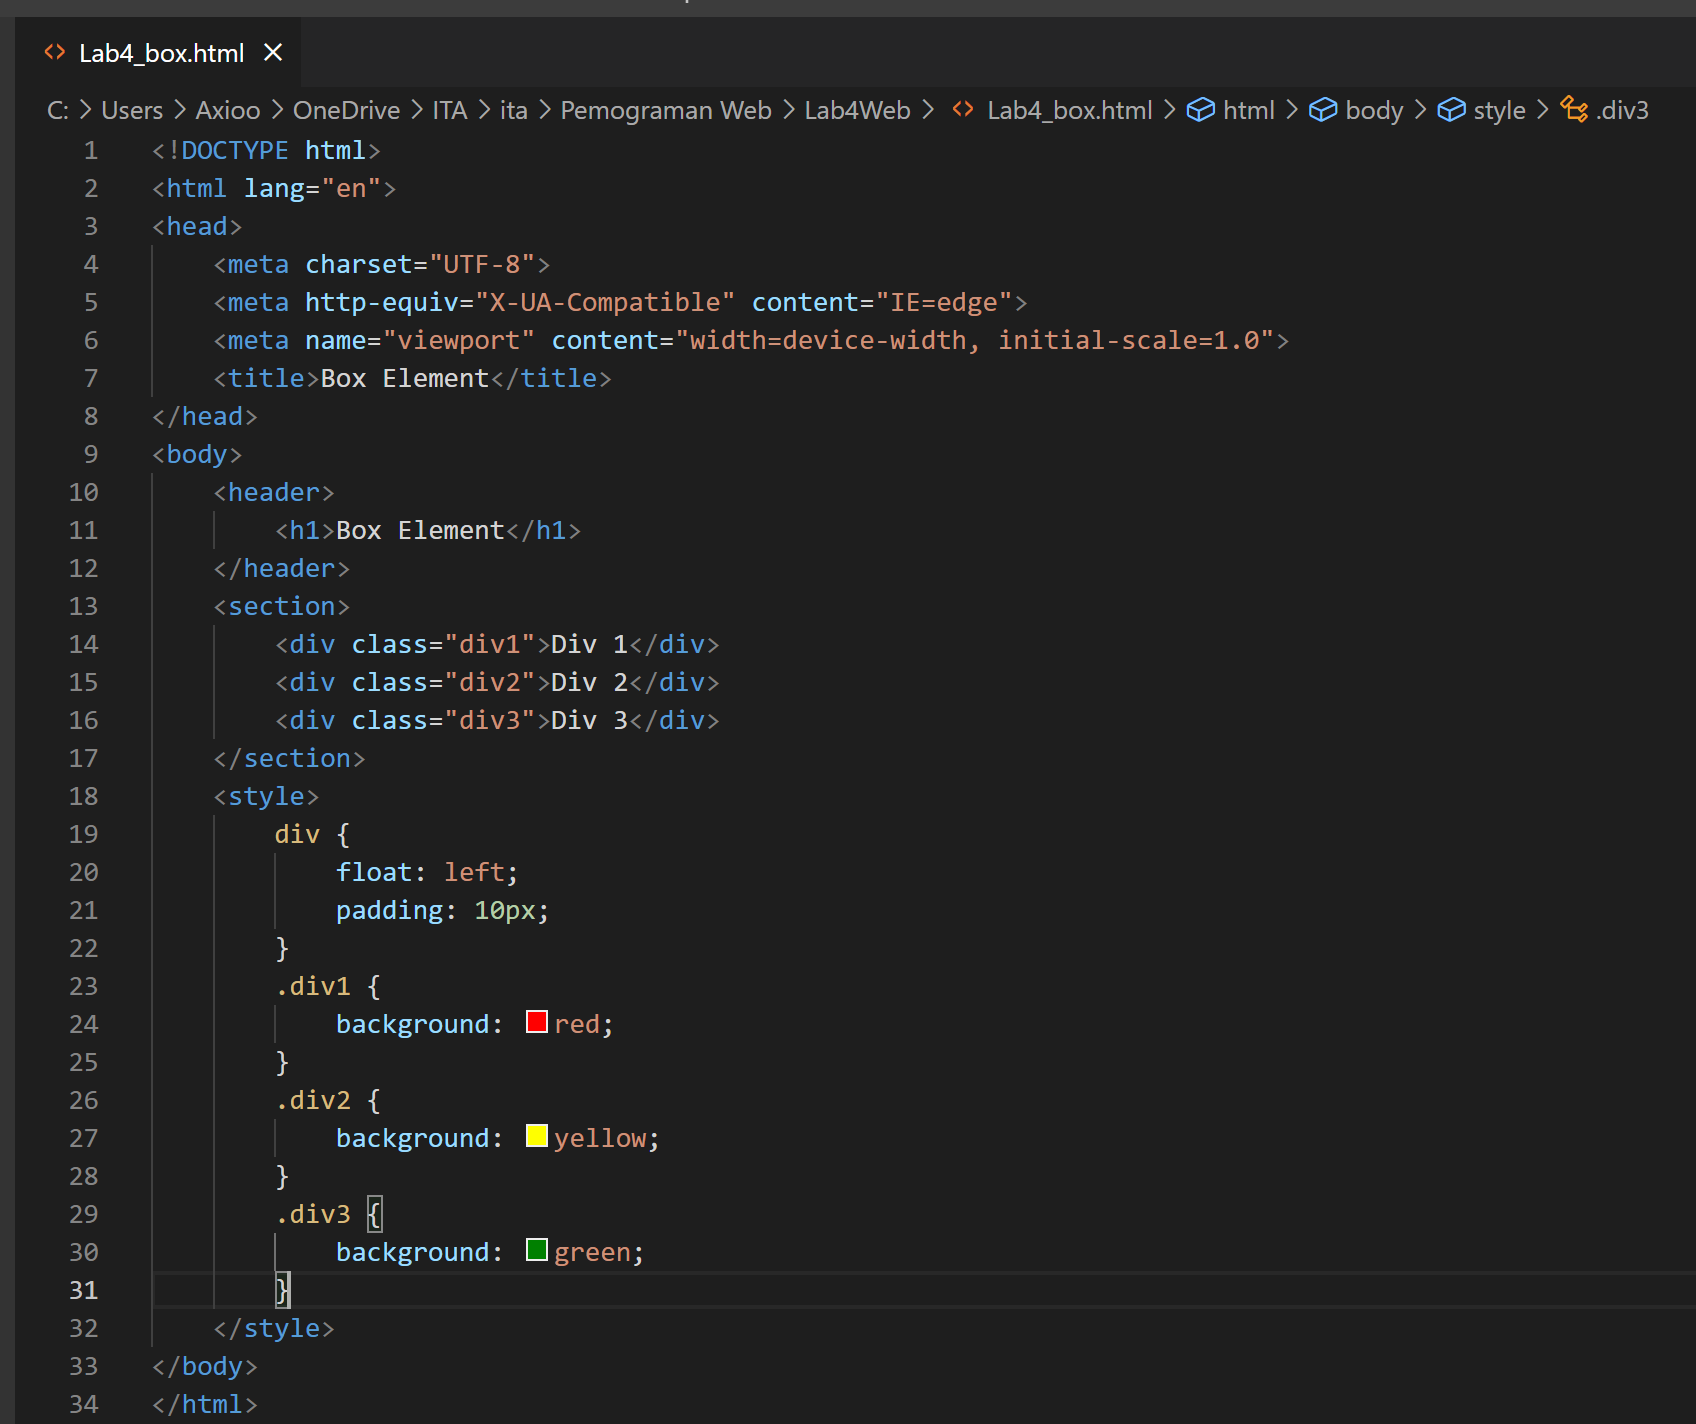 Lab4_box.html
C: > Users > Axioo > OneDrive > ITA > ita > Pemograman Web > Lab4Web > Lab4_box.html > html > body > style > .div3
1 <!DOCTYPE html>
2 <html lang="en">
3 <head>
4     <meta charset="UTF-8">
5     <meta http-equiv="X-UA-Compatible" content="IE=edge">
6     <meta name="viewport" content="width=device-width, initial-scale=1.0">
7     <title>Box Element</title>
8 </head>
9 <body>
10     <header>
11         <h1>Box Element</h1>
12     </header>
13     <section>
14         <div class="div1">Div 1</div>
15         <div class="div2">Div 2</div>
16         <div class="div3">Div 3</div>
17     </section>
18     <style>
19         div {
20             float: left;
21             padding: 10px;
22         }
23         .div1 {
24             background: red;
25         }
26         .div2 {
27             background: yellow;
28         }
29         .div3 {
30             background: green;
31         }
32     </style>
33 </body>
34 </html>